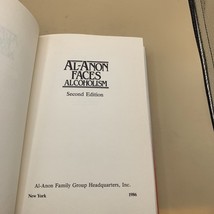 AL-ANON
FACES
ALCOHOLISM
Second Edition
Al-Anon Family Group Headquarters, Inc.
New York 1986